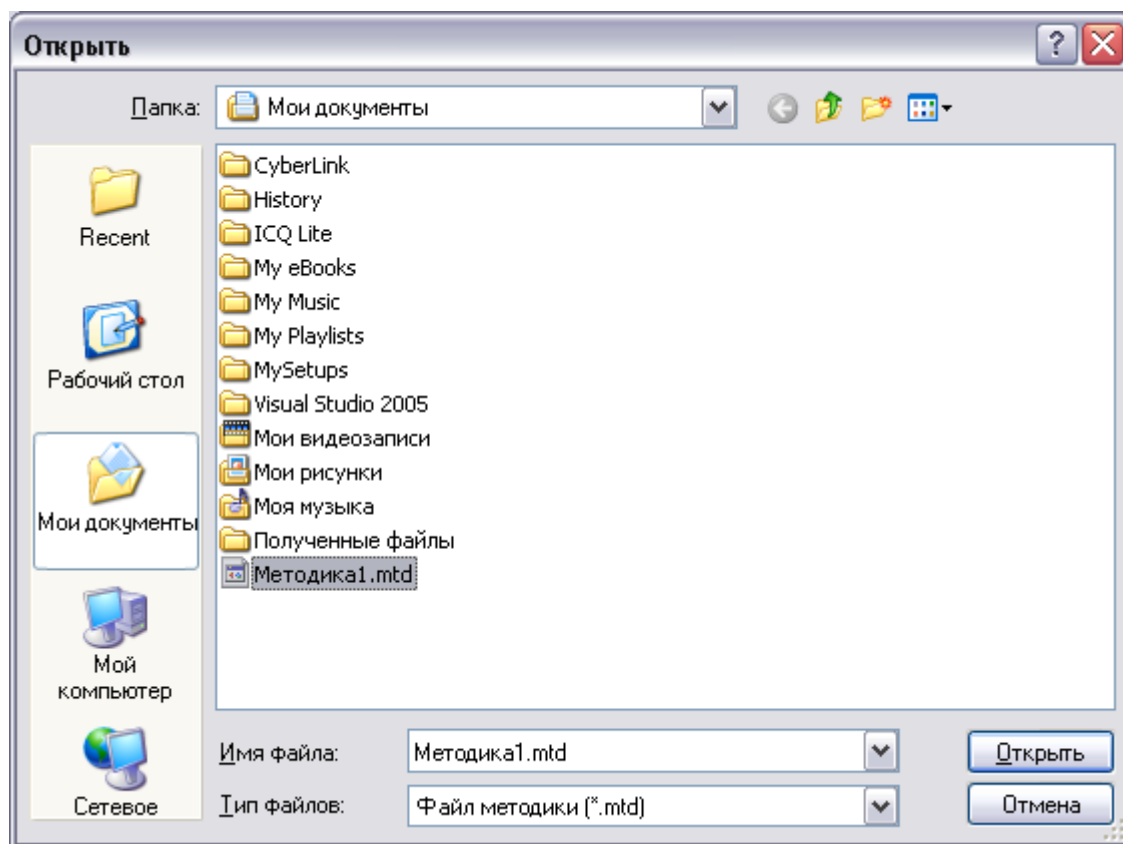 Открыть
Папка:
Мои документы
Recent
Рабочий стол
Мои документы
Мой
компьютер
Сетевое
CyberLink
History
ICQ Lite
My eBooks
My Music
My Playlists
MySetups
Visual Studio 2005
Мои видеозаписи
Мои рисунки
Моя музыка
Полученные файлы
Методика1.mtd
Имя файла:
Методика1.mtd
Открыть
Тип файлов:
Файл методики (*.mtd)
Отмена